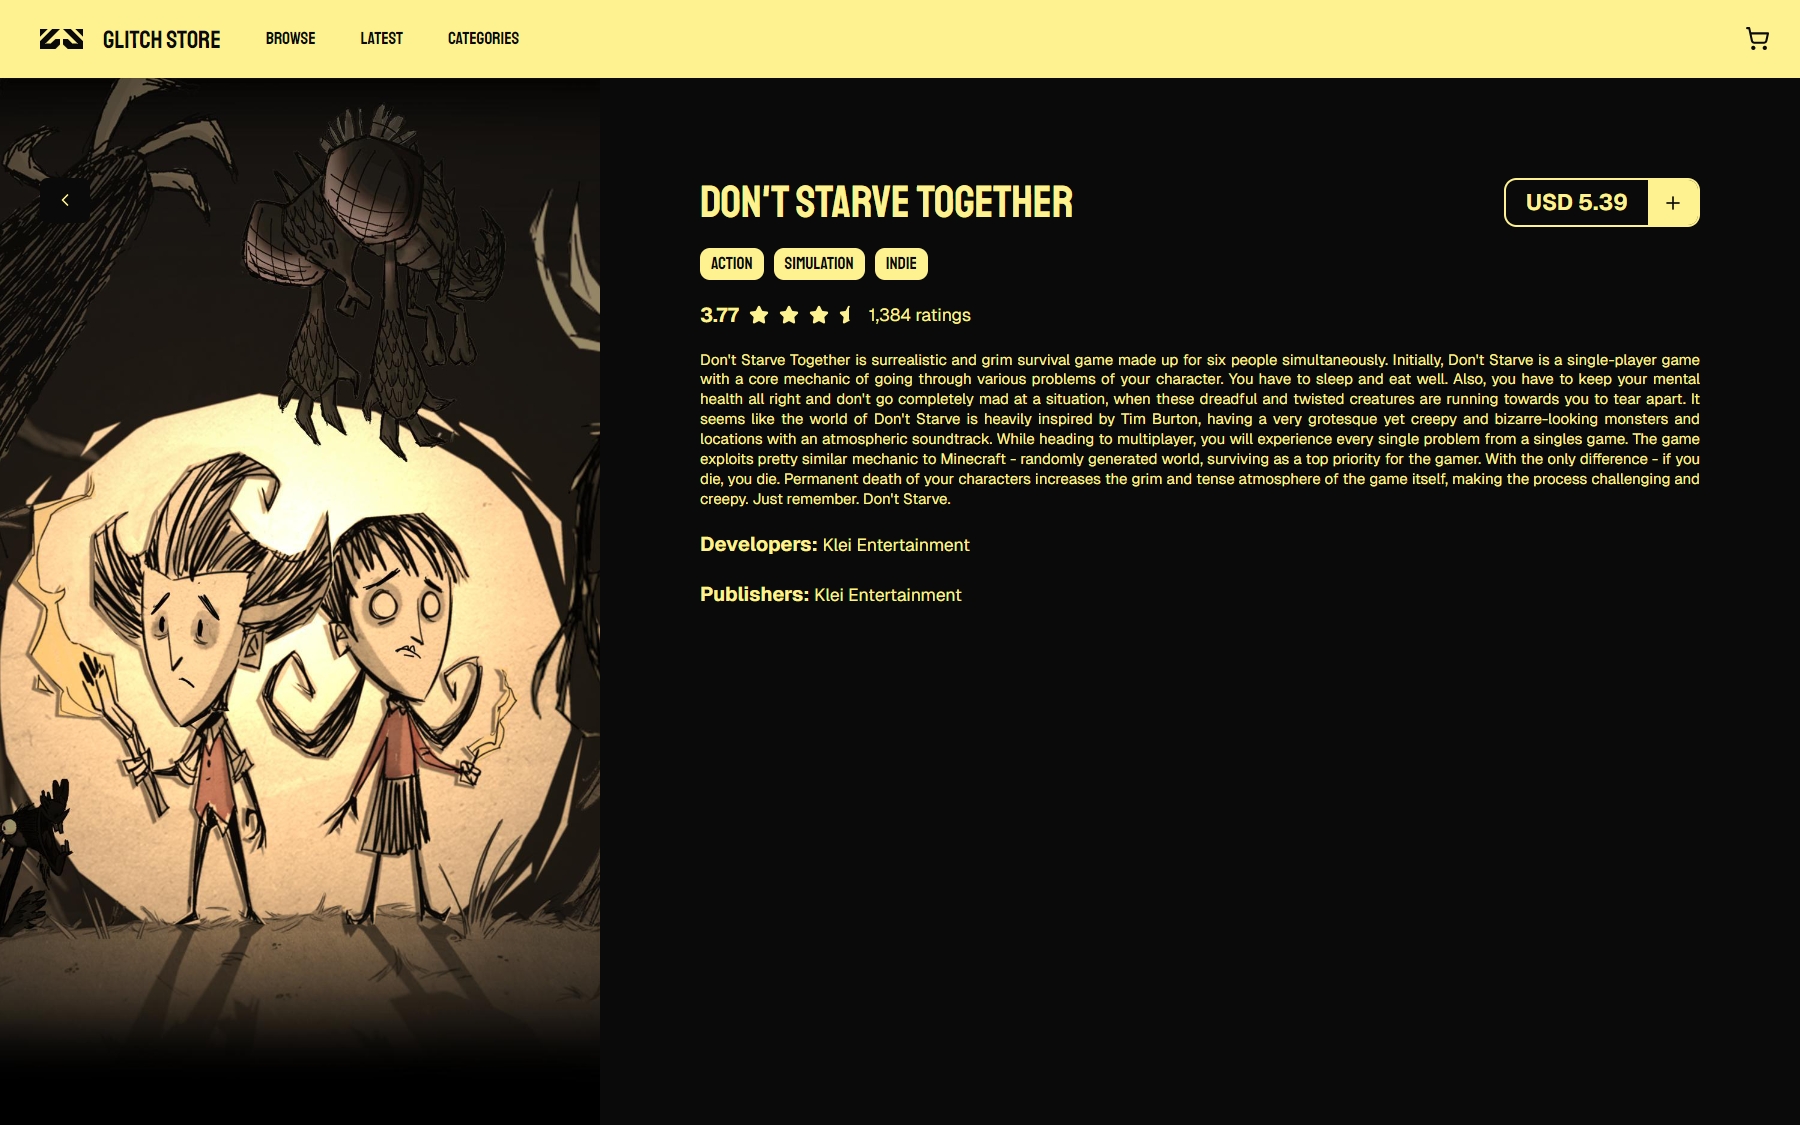 GLITCH STORE BROWSE LATEST CATEGORIES
DON'T STARVE TOGETHER
USD 5.39 +
ACTION SIMULATION INDIE
3.77 1,384 ratings
Don't Starve Together is surrealistic and grim survival game made up for six people simultaneously. Initially, Don't Starve is a single-player game
with a core mechanic of going through various problems of your character. You have to sleep and eat well. Also, you have to keep your mental
health all right and don't go completely mad at a situation, when these dreadful and twisted creatures are running towards you to tear apart. It
seems like the world of Don't Starve is heavily inspired by Tim Burton, having a very grotesque yet creepy and bizarre-looking monsters and
locations with an atmospheric soundtrack. While heading to multiplayer, you will experience every single problem from a singles game. The game
exploits pretty similar mechanic to Minecraft - randomly generated world, surviving as a top priority for the gamer. With the only difference - if you
die, you die. Permanent death of your characters increases the grim and tense atmosphere of the game itself, making the process challenging and
creepy. Just remember. Don't Starve.
Developers: Klei Entertainment
Publishers: Klei Entertainment